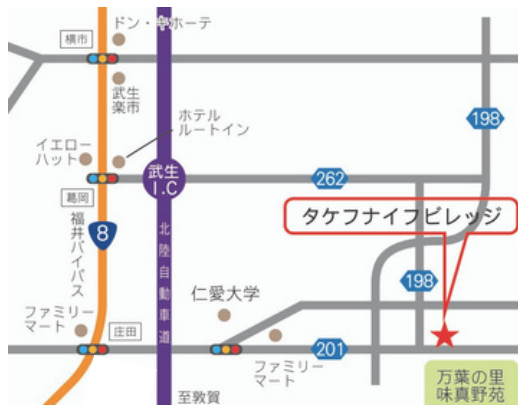 ドン・キホーテ
横市
武生
楽市
ホテル
ルートイン
イエロー
ハット
武生
I.C
198
262
葛岡
タケフナイフビレッジ
8
福井バイパス
北陸自動車道
198
仁愛大学
ファミリー
マート
庄田
ファミリー
マート
201
万葉の里
味真野苑
至敦賀